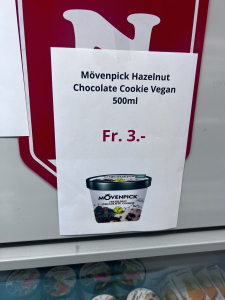 Mövenpick Hazelnut
Chocolate Cookie Vegan
500ml
Fr. 3.-
MÖVENPICK